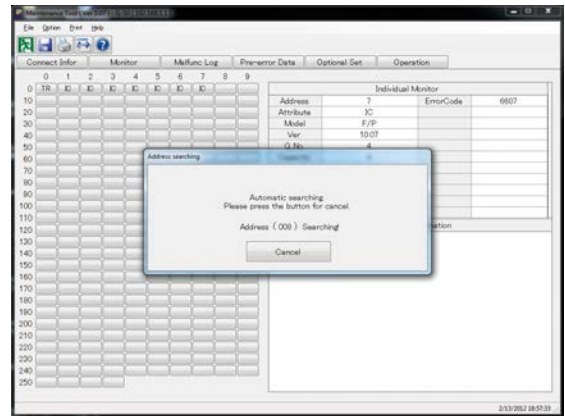 Maintenance Tool
File Option Print Help
Connect Infor Monitor Malfunc Log Pre-error Data Optional Set Operation
0 1 2 3 4 5 6 7 8 9
0 TR IC IC IC IC IC IC IC
10
20
30
40
50
60
70
80
90
100
110
120
130
140
150
160
170
180
190
200
210
220
230
240
250
Individual Monitor
Address 7 ErrorCode 6607
Attribute IC
Model F/P
Ver 10.07
G No. 4
Address searching
Automatic searching
Please press the button for cancel.
Address ( 008 ) Searching!
Cancel
2/13/2012 18:57:33